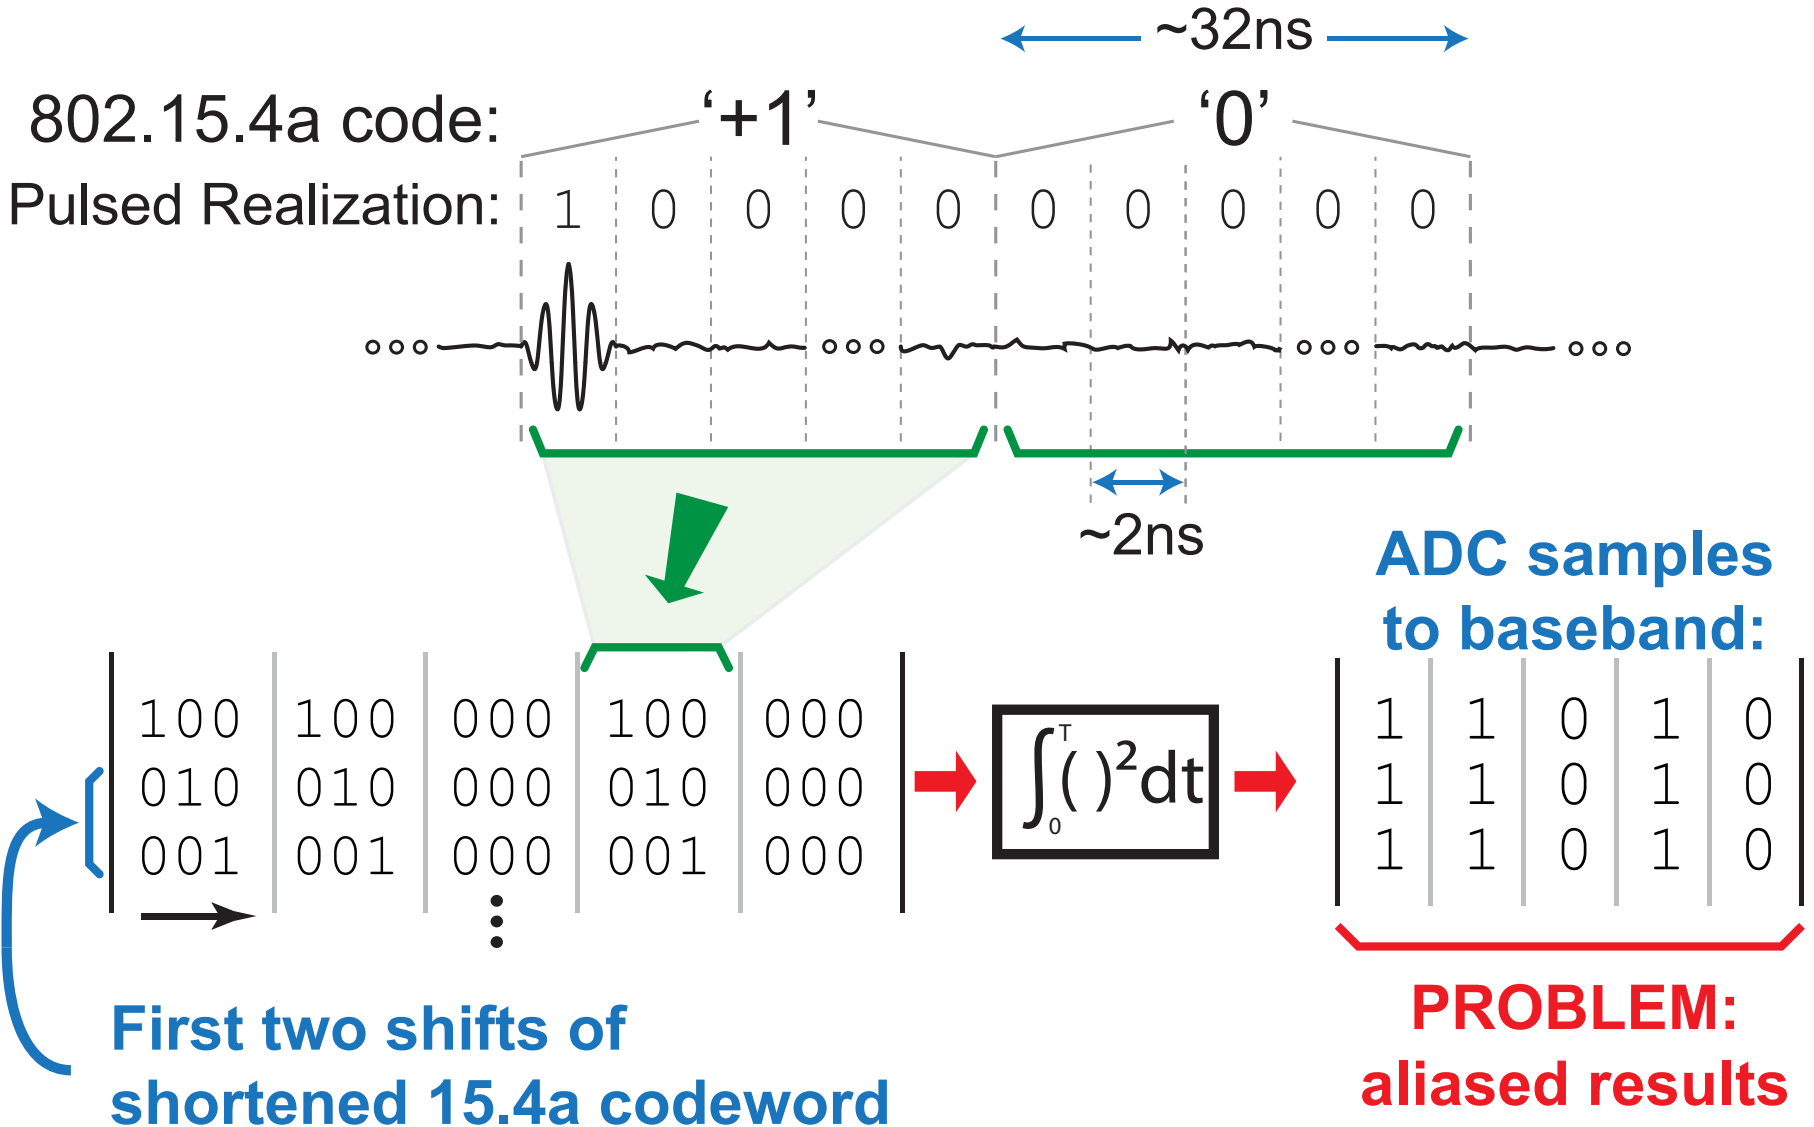 ~32ns
802.15.4a code: ‘+1’ ‘0’
Pulsed Realization: 1 0 0 0 0 0 0 0 0 0
~2ns
ADC samples
to baseband:
100 100 000 100 000 1 1 0 1 0
010 010 000 010 000 ∫₀ᵀ( )²dt 1 1 0 1 0
001 001 000 001 000 1 1 0 1 0
PROBLEM:
aliased results
First two shifts of
shortened 15.4a codeword